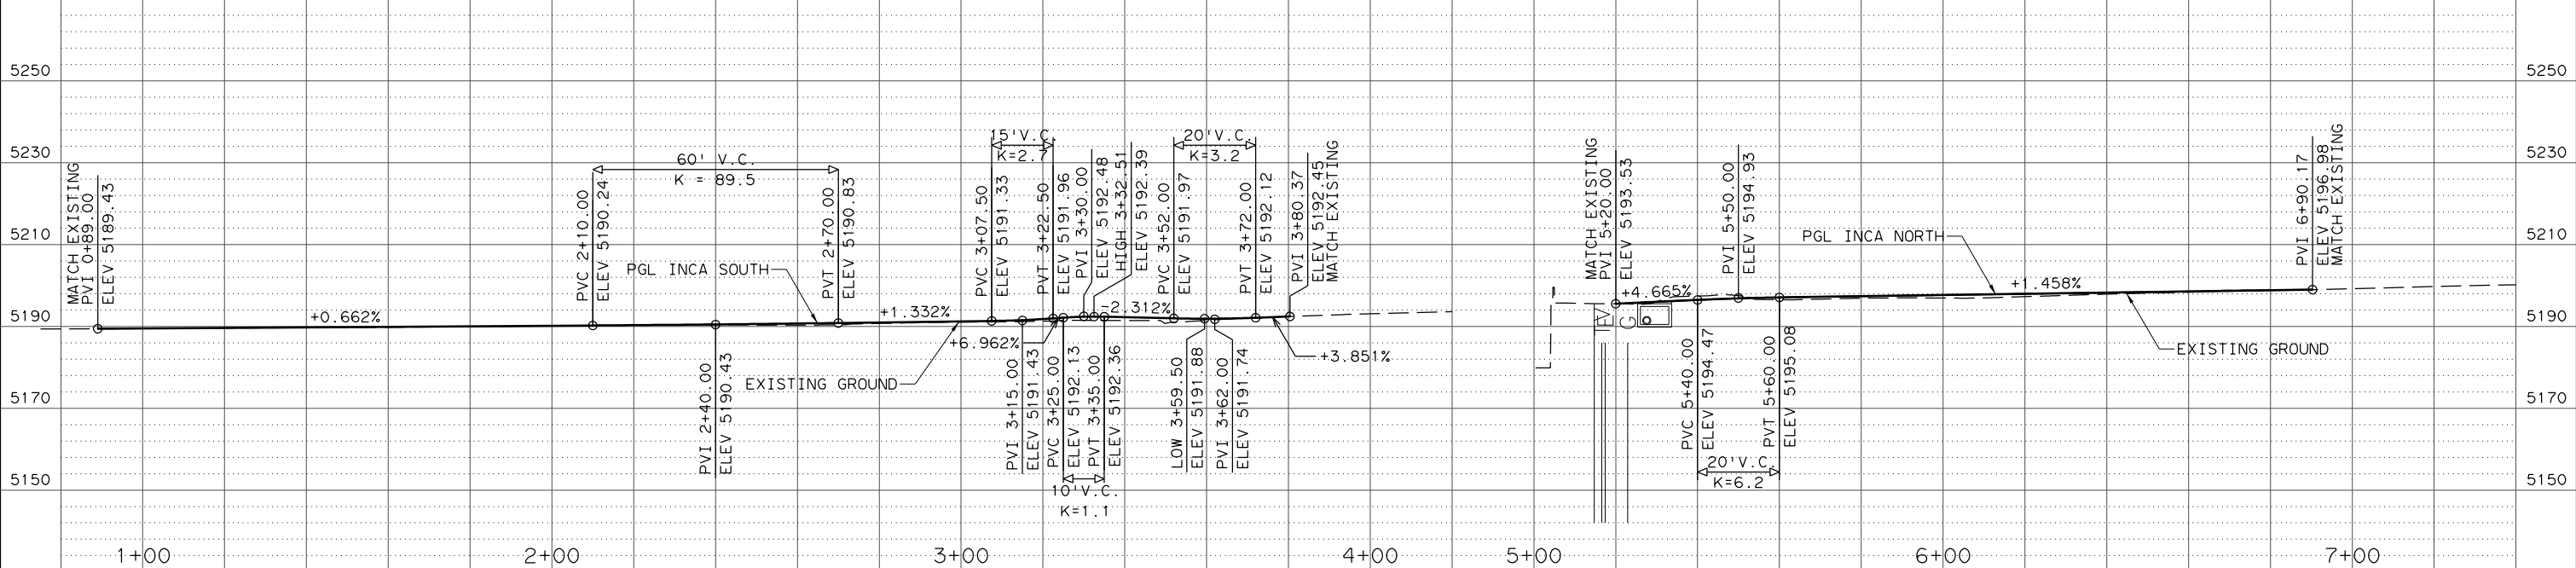 5250
5230
5210
5190
5170
5150
MATCH EXISTING
PVI 0+89.00
ELEV 5189.43
+0.662%
PVC 2+10.00
ELEV 5190.24
60' V.C.
K = 89.5
PGL INCA SOUTH
PVI 2+40.00
ELEV 5190.43
PVT 2+70.00
ELEV 5190.83
+1.332%
EXISTING GROUND
PVC 3+07.50
ELEV 5191.33
15'V.C.
K=2.7
+6.962%
PVI 3+15.00
ELEV 5191.43
PVT 3+22.50
ELEV 5191.96
PVC 3+25.00
ELEV 5192.13
PVI 3+30.00
ELEV 5192.48
HIGH 3+32.51
ELEV 5192.39
PVT 3+35.00
ELEV 5192.36
10'V.C.
K=1.1
-2.312%
PVC 3+52.00
ELEV 5191.97
20'V.C.
K=3.2
LOW 3+59.50
ELEV 5191.88
PVI 3+62.00
ELEV 5191.74
PVT 3+72.00
ELEV 5192.12
+3.851%
PVI 3+80.37
ELEV 5192.45
MATCH EXISTING
MATCH EXISTING
PVI 5+20.00
ELEV 5193.53
TEV
G
+4.665%
PVC 5+40.00
ELEV 5194.47
PVI 5+50.00
ELEV 5194.93
PVT 5+60.00
ELEV 5195.08
20'V.C.
K=6.2
PGL INCA NORTH
+1.458%
EXISTING GROUND
PVI 6+90.17
ELEV 5196.98
MATCH EXISTING
5250
5230
5210
5190
5170
5150
1+00
2+00
3+00
4+00
5+00
6+00
7+00